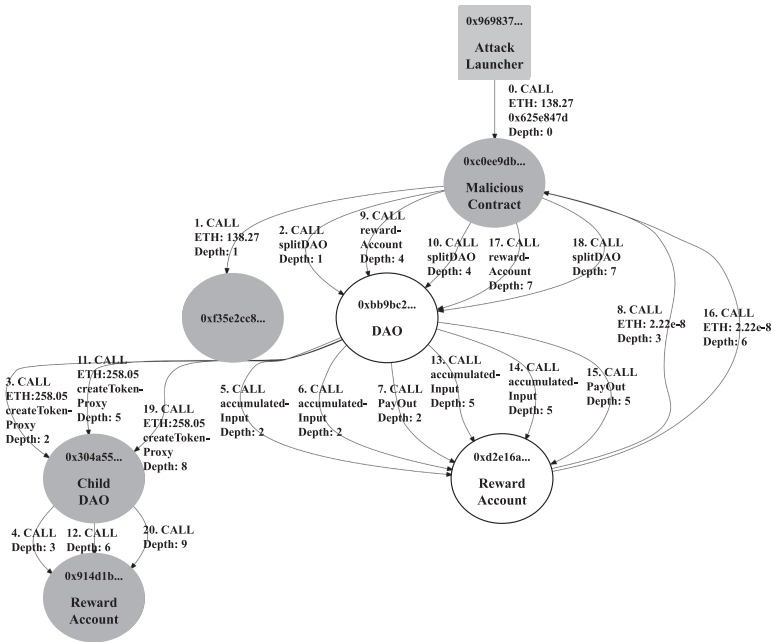 0x969837...
Attack
Launcher
0. CALL
ETH: 138.27
0x625e847d
Depth: 0
0xc0ee9db...
Malicious
Contract
1. CALL
ETH: 138.27
Depth: 1
2. CALL
splitDAO
Depth: 1
9. CALL
reward-
Account
Depth: 4
10. CALL
splitDAO
Depth: 4
17. CALL
reward-
Account
Depth: 7
18. CALL
splitDAO
Depth: 7
8. CALL
ETH: 2.22e-8
Depth: 3
16. CALL
ETH: 2.22e-8
Depth: 6
0xf35e2cc8...
0xbb9bc2...
DAO
3. CALL
ETH:258.05
createToken-
Proxy
Depth: 2
11. CALL
ETH:258.05
createToken-
Proxy
Depth: 5
19. CALL
ETH:258.05
createToken-
Proxy
Depth: 8
5. CALL
accumulated-
Input
Depth: 2
6. CALL
accumulated-
Input
Depth: 2
7. CALL
PayOut
Depth: 2
13. CALL
accumulated-
Input
Depth: 5
14. CALL
accumulated-
Input
Depth: 5
15. CALL
PayOut
Depth: 5
0x304a55...
Child
DAO
0xd2e16a...
Reward
Account
4. CALL
Depth: 3
12. CALL
Depth: 6
20. CALL
Depth: 9
0x914d1b...
Reward
Account